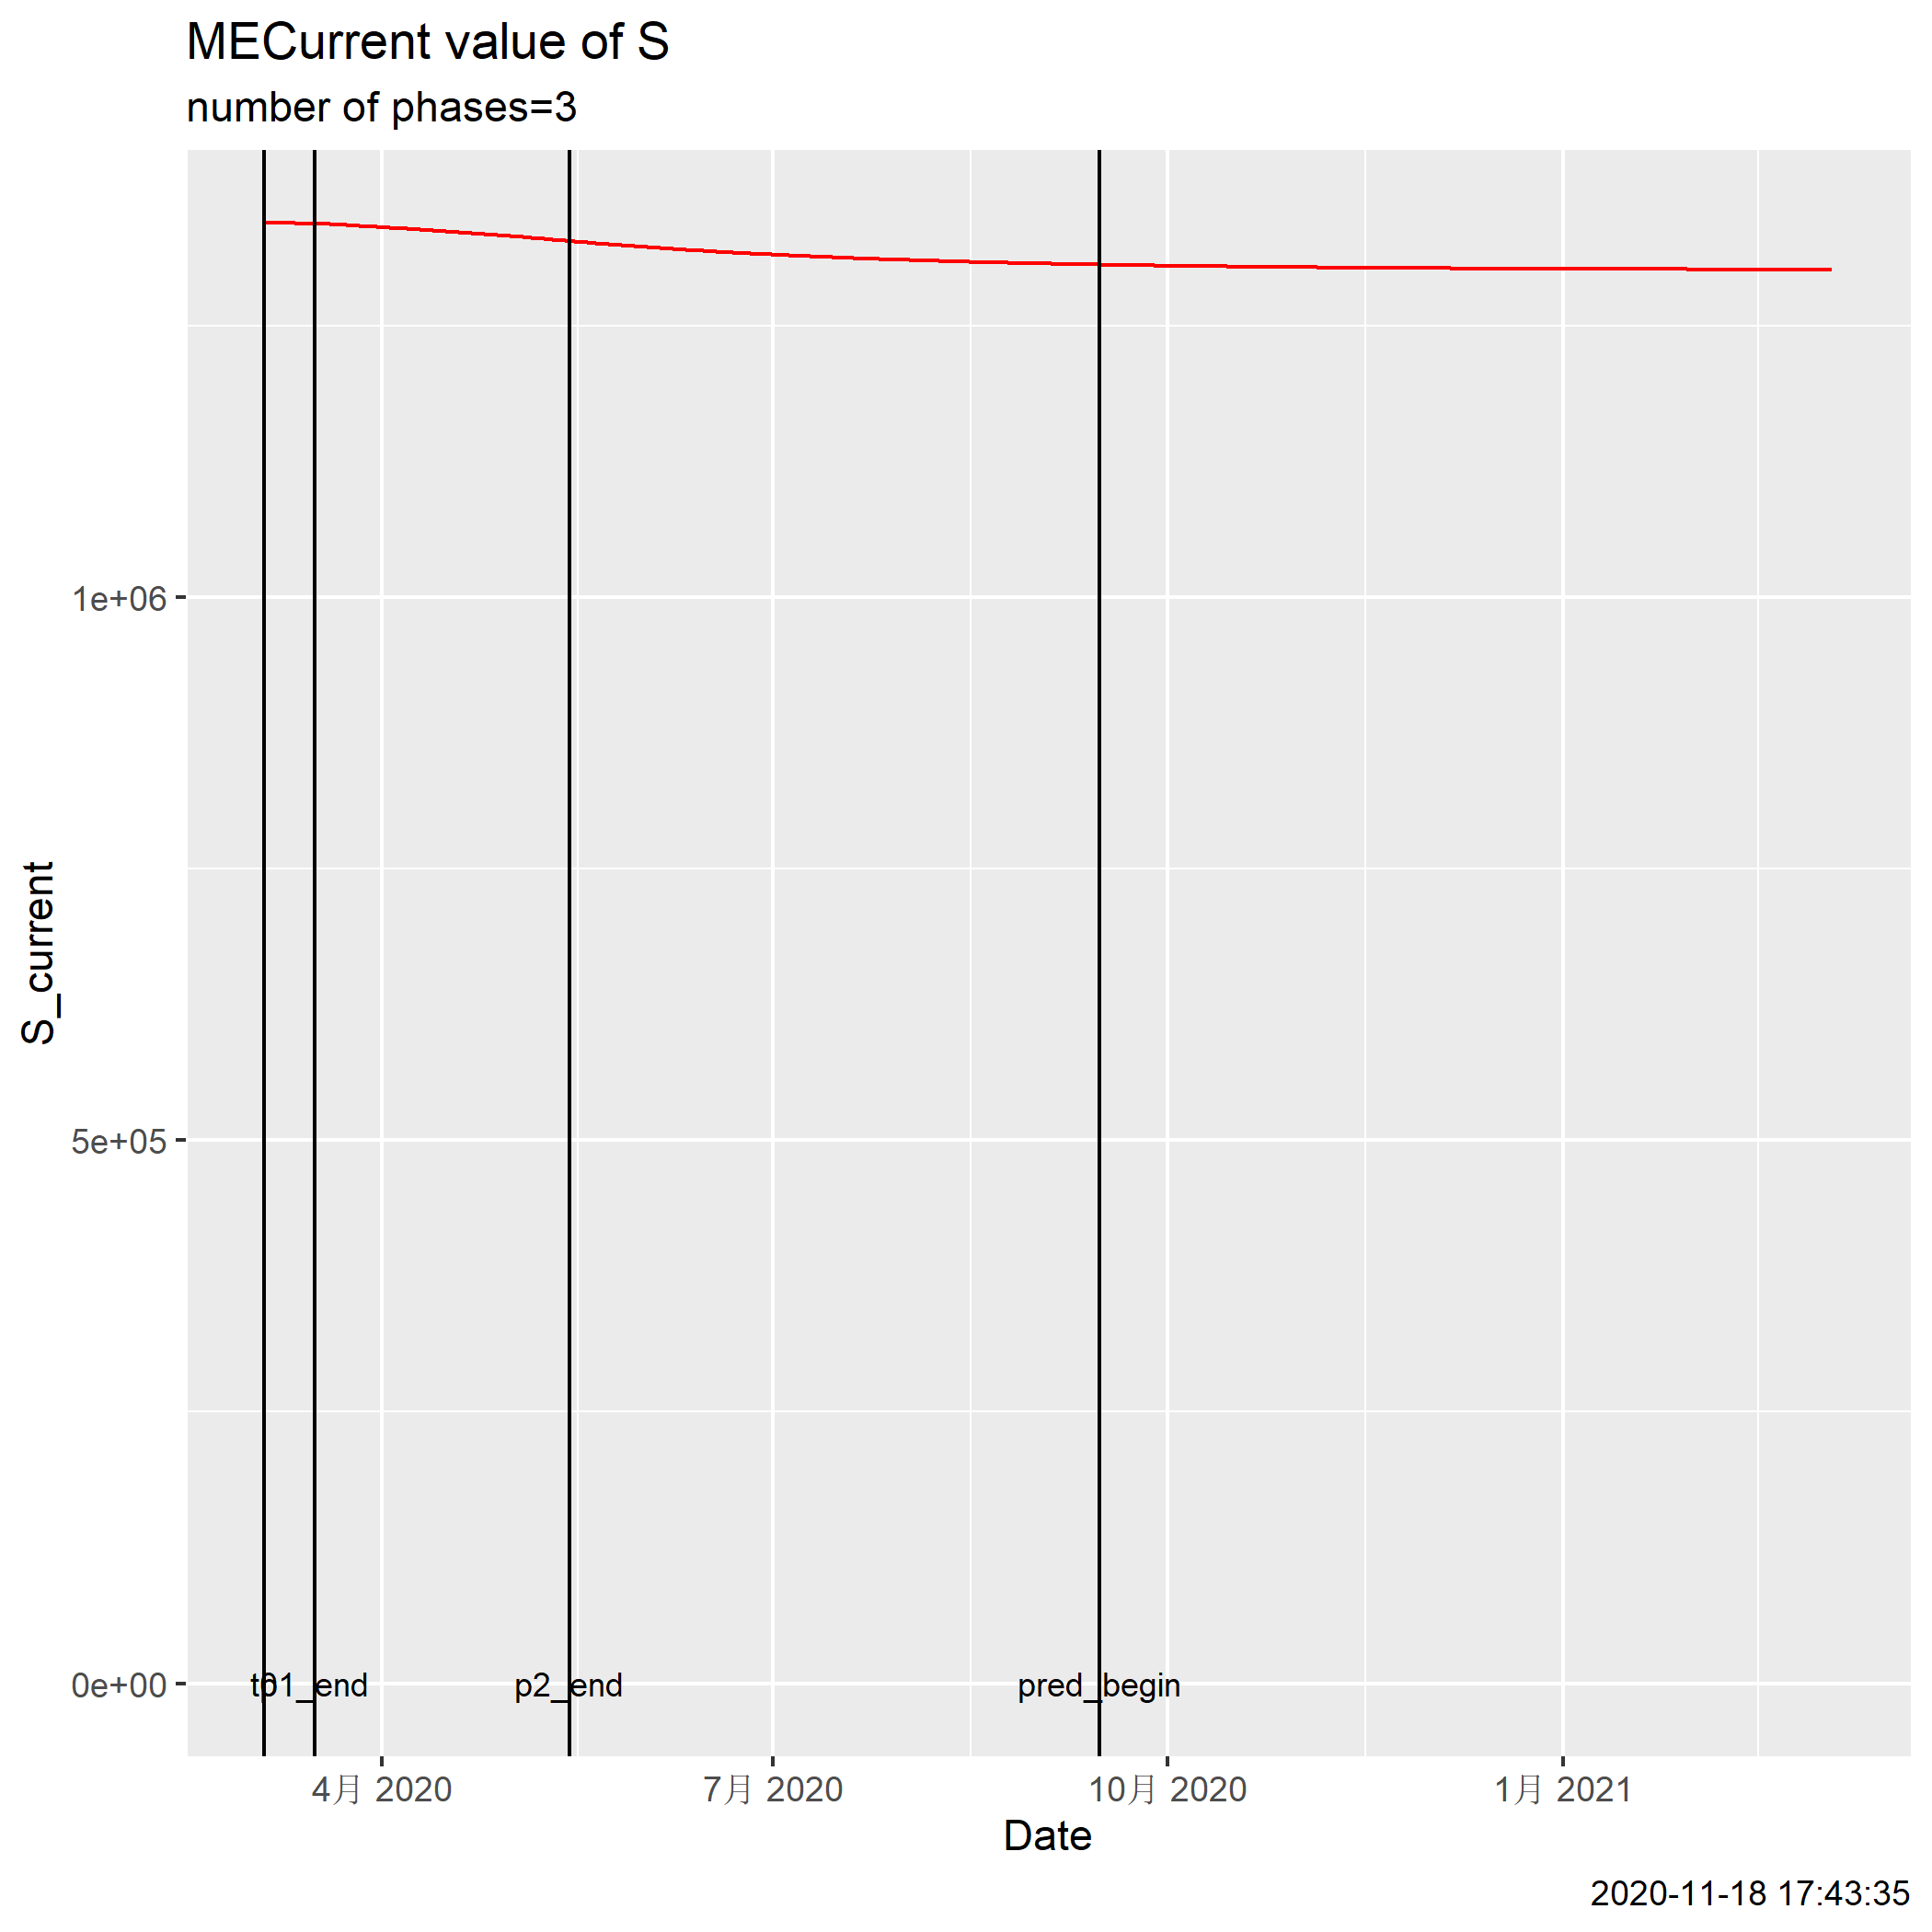 MECurrent value of S
number of phases=3
S_current
1e+06
5e+05
0e+00
p1_end
p2_end
pred_begin
4月 2020
7月 2020
10月 2020
1月 2021
Date
2020-11-18 17:43:35